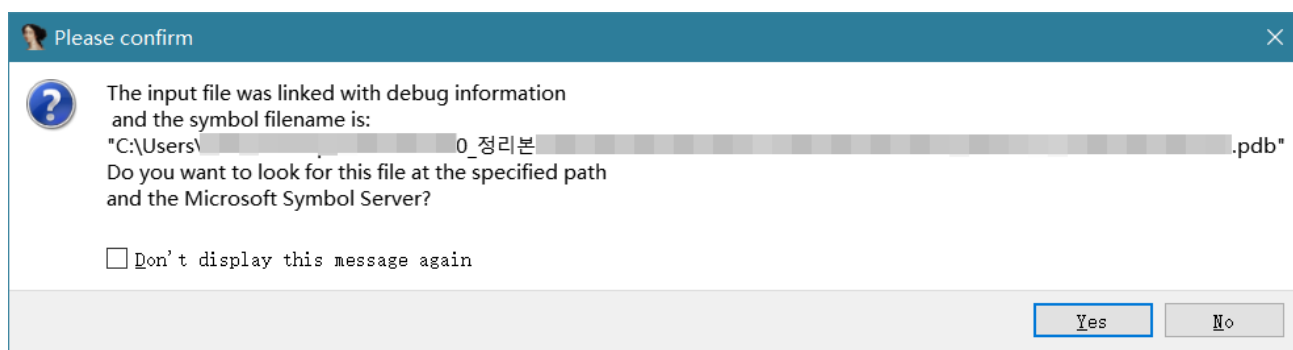 Please confirm
The input file was linked with debug information
and the symbol filename is:
"C:\Users\ 0_정리본 .pdb"
Do you want to look for this file at the specified path
and the Microsoft Symbol Server?
Don't display this message again
Yes No